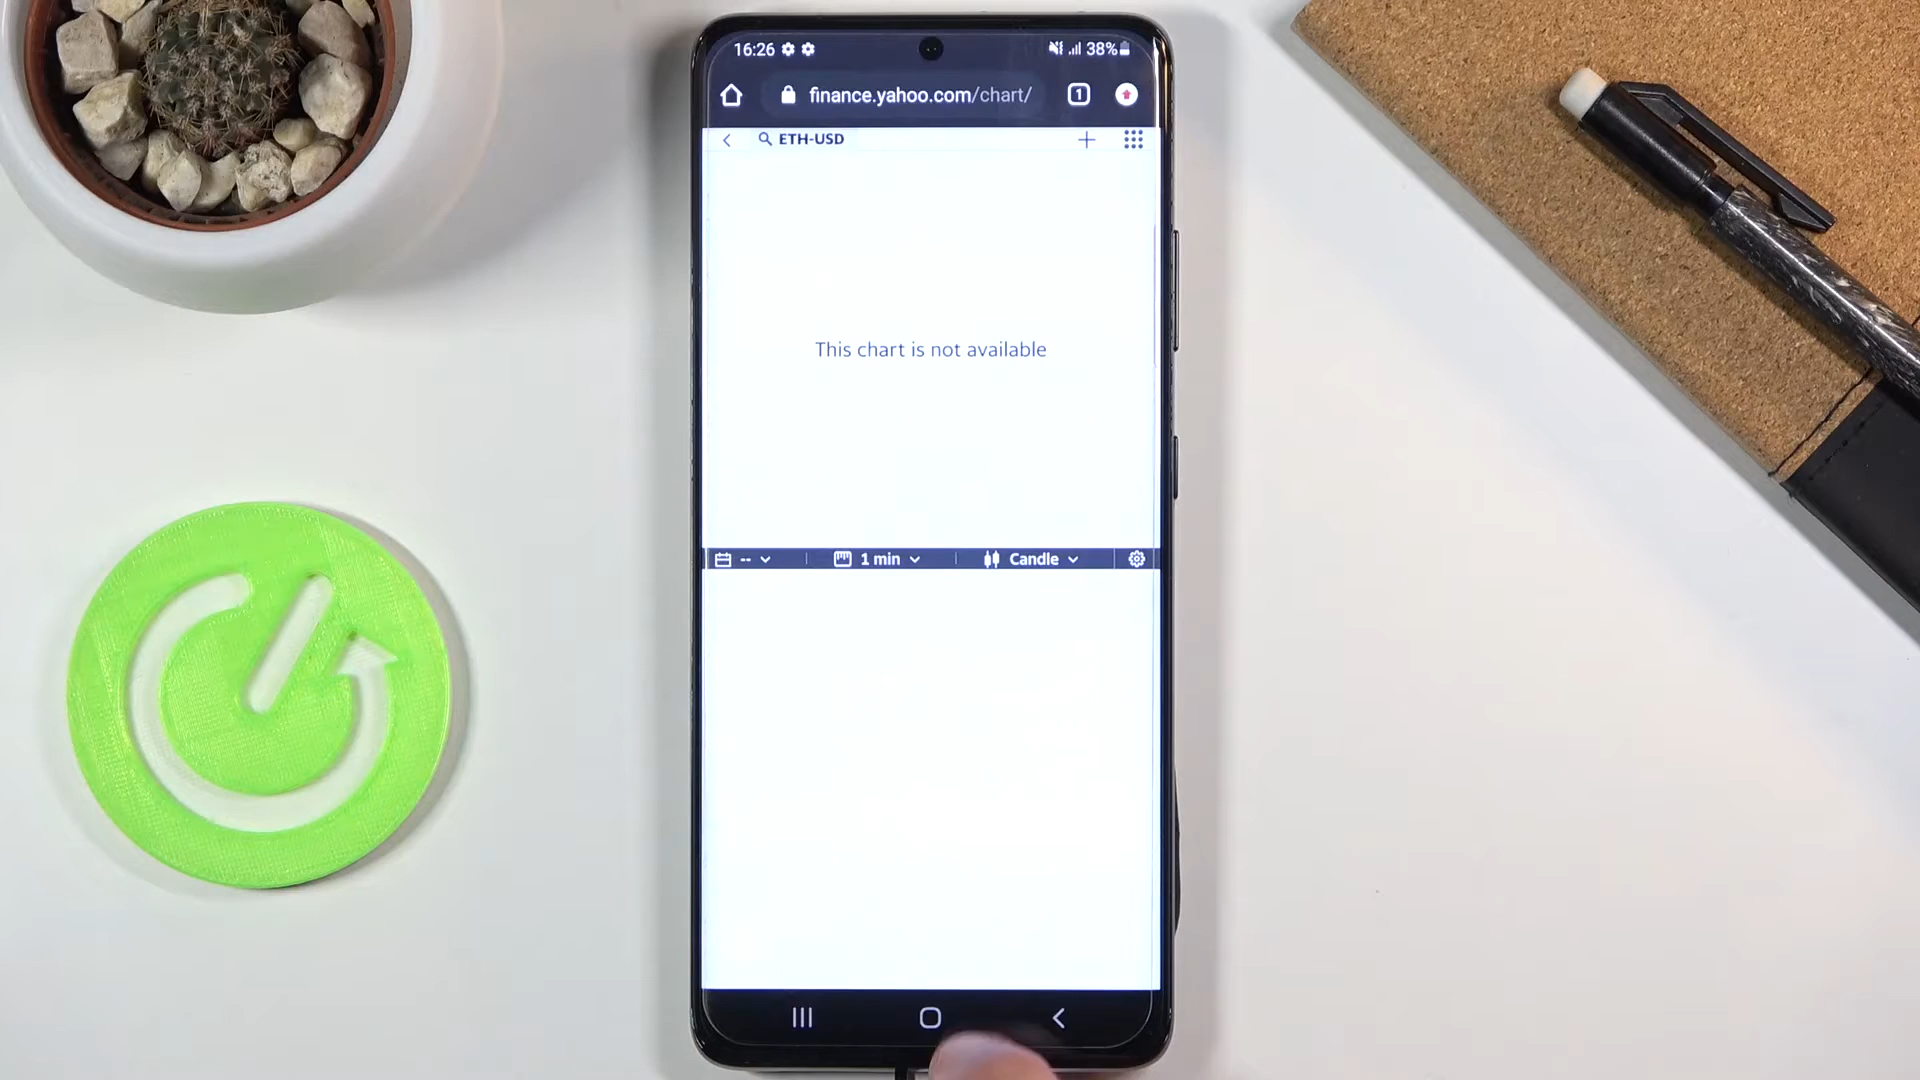 16:26 38%
finance.yahoo.com/chart/ 1
ETH-USD
This chart is not available
-- 1 min Candle